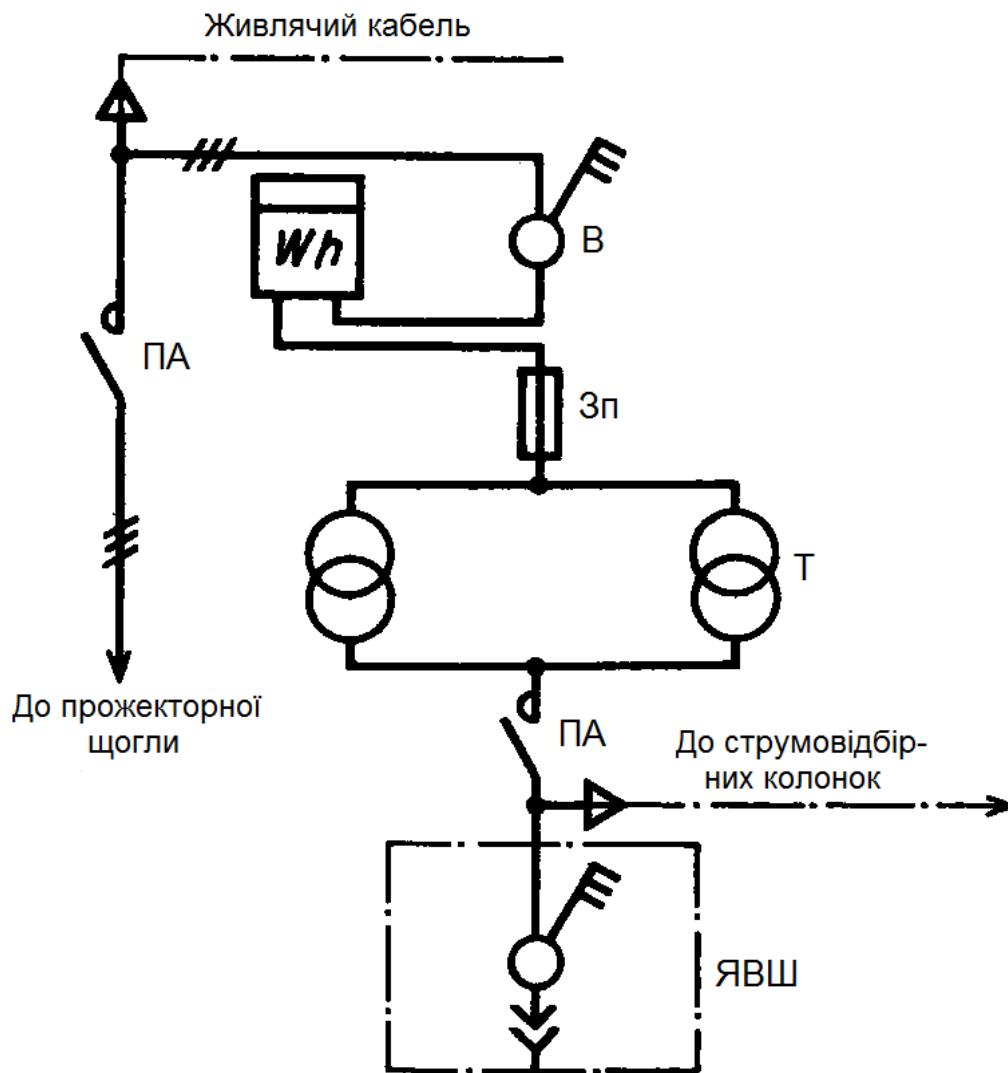 Живлячий кабель
Wh
В
ПА
Зп
Т
До прожекторної
щогли
ПА
До струмовідбір-
них колонок
ЯВШ